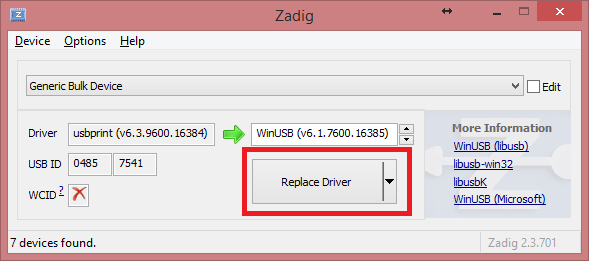 Zadig
Device Options Help
Generic Bulk Device
Edit
Driver usbprint (v6.3.9600.16384) WinUSB (v6.1.7600.16385)
USB ID 0485 7541
WCID ?
Replace Driver
More Information
WinUSB (libusb)
libusb-win32
libusbK
WinUSB (Microsoft)
7 devices found.
Zadig 2.3.701